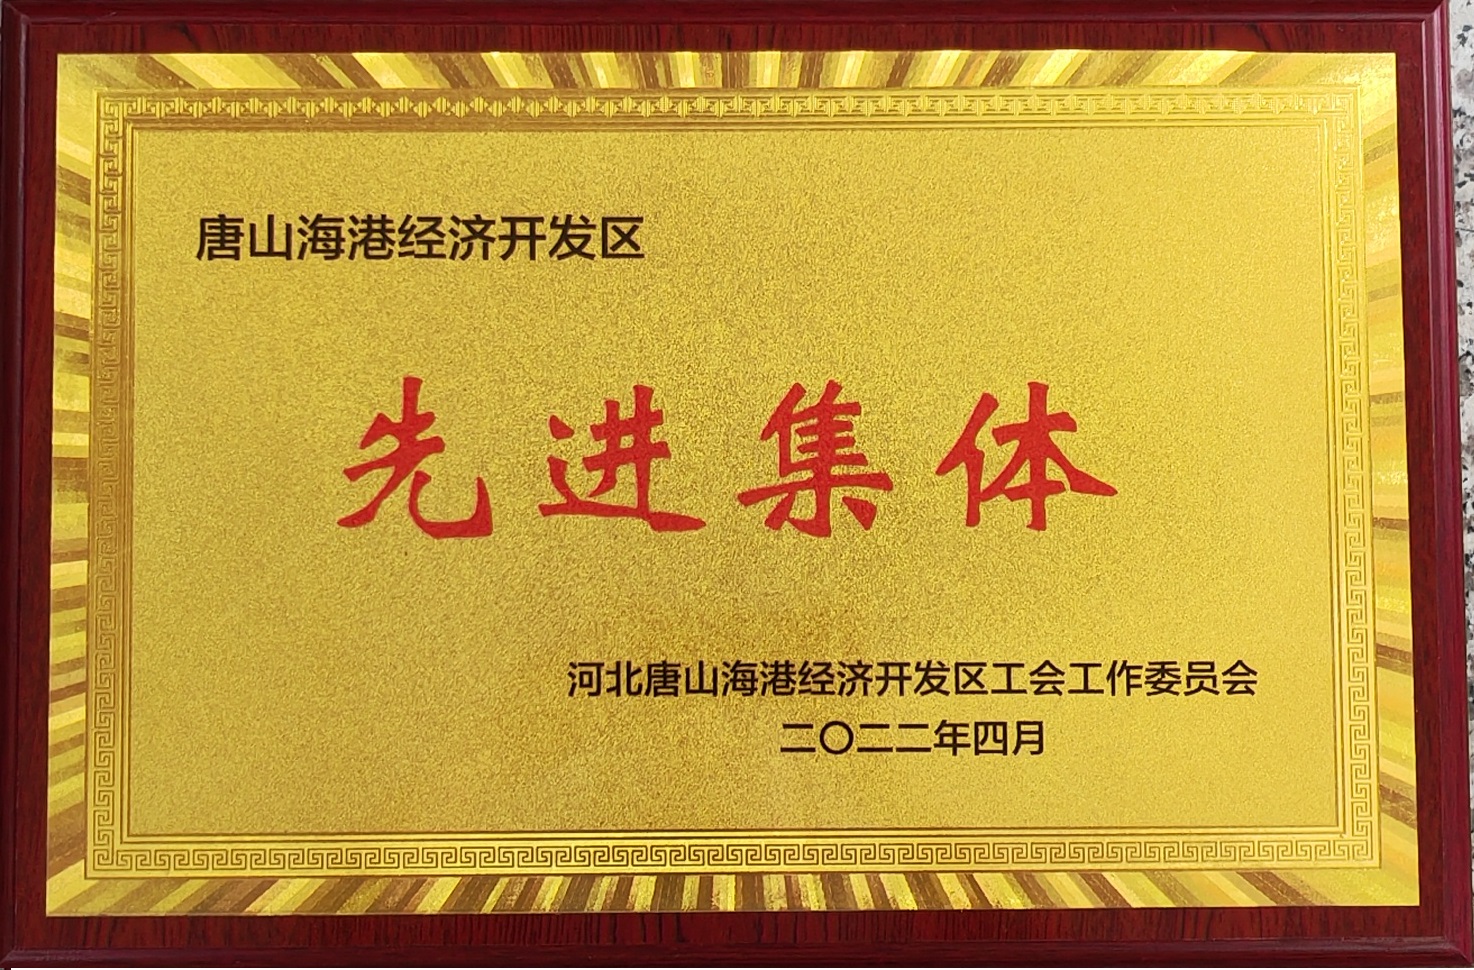 唐山海港经济开发区
先进集体
河北唐山海港经济开发区工会工作委员会
二〇二二年四月